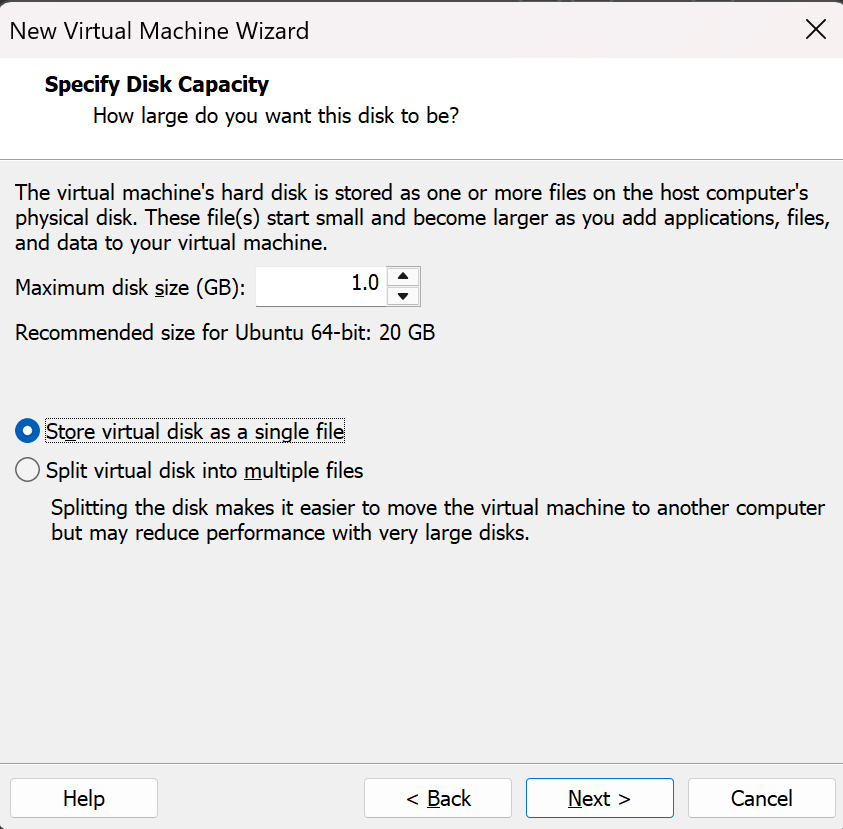 New Virtual Machine Wizard
Specify Disk Capacity
How large do you want this disk to be?
The virtual machine's hard disk is stored as one or more files on the host computer's
physical disk. These file(s) start small and become larger as you add applications, files,
and data to your virtual machine.
Maximum disk size (GB): 1.0
Recommended size for Ubuntu 64-bit: 20 GB
Store virtual disk as a single file
Split virtual disk into multiple files
Splitting the disk makes it easier to move the virtual machine to another computer
but may reduce performance with very large disks.
Help < Back Next > Cancel